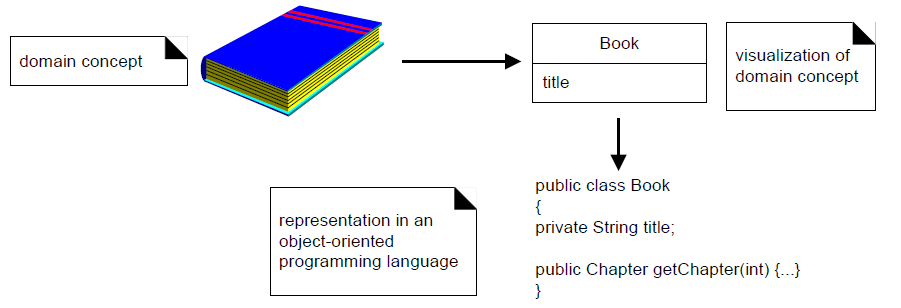 domain concept
Book
title
visualization of
domain concept
representation in an
object-oriented
programming language
public class Book
{
private String title;
public Chapter getChapter(int) {...}
}